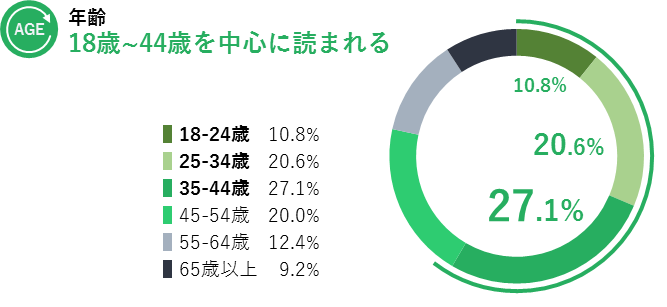 AGE
年齢
18歳~44歳を中心に読まれる
18-24歳 10.8%
25-34歳 20.6%
35-44歳 27.1%
45-54歳 20.0%
55-64歳 12.4%
65歳以上 9.2%
10.8%
20.6%
27.1%